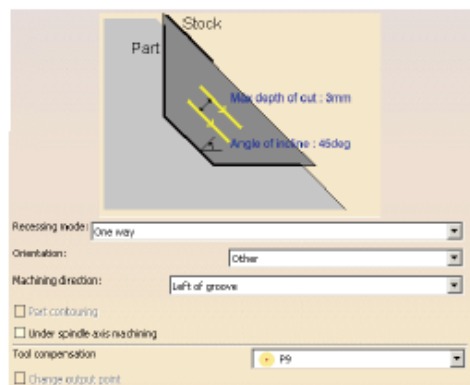 Stock
Part
Max depth of cut : 3mm
Angle of incline : 45deg
Recessing mode: One way
Orientation: Other
Machining direction: Left of groove
Part contouring
Under spindle axis machining
Tool compensation P9
Change output point